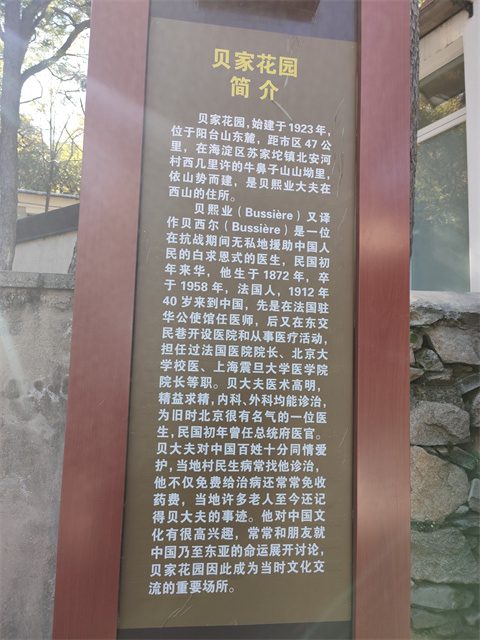 贝家花园
简介
贝家花园，始建于1923年，
位于阳台山东麓，距市区47公
里，在海淀区苏家坨镇北安河
村西几里许的牛鼻子山山坳里，
依山势而建，是贝熙业大夫在
西山的住所。
贝熙业（Bussière）又译
作贝西尔（Bussière）是一位
在抗战期间无私地援助中国人
民的白求恩式的医生，民国初
年来华，他生于1872年，卒
于1958年，法国人，1912年
40岁来到中国，先是在法国驻
华公使馆任医师，后又在东交
民巷开设医院和从事医疗活动，
担任过法国医院院长、北京大
学校医、上海震旦大学医学院
院长等职。贝大夫医术高明，
精益求精，内科、外科均能诊治，
为旧时北京很有名气的一位医
生，民国初年曾任总统府医官。
贝大夫对中国百姓十分同情爱
护，当地村民生病常找他诊治，
他不仅免费给治病还常常免收
药费，当地许多老人至今还记
得贝大夫的事迹。他对中国文
化有很高兴趣，常常和朋友就
中国乃至东亚的命运展开讨论，
贝家花园因此成为当时文化交
流的重要场所。